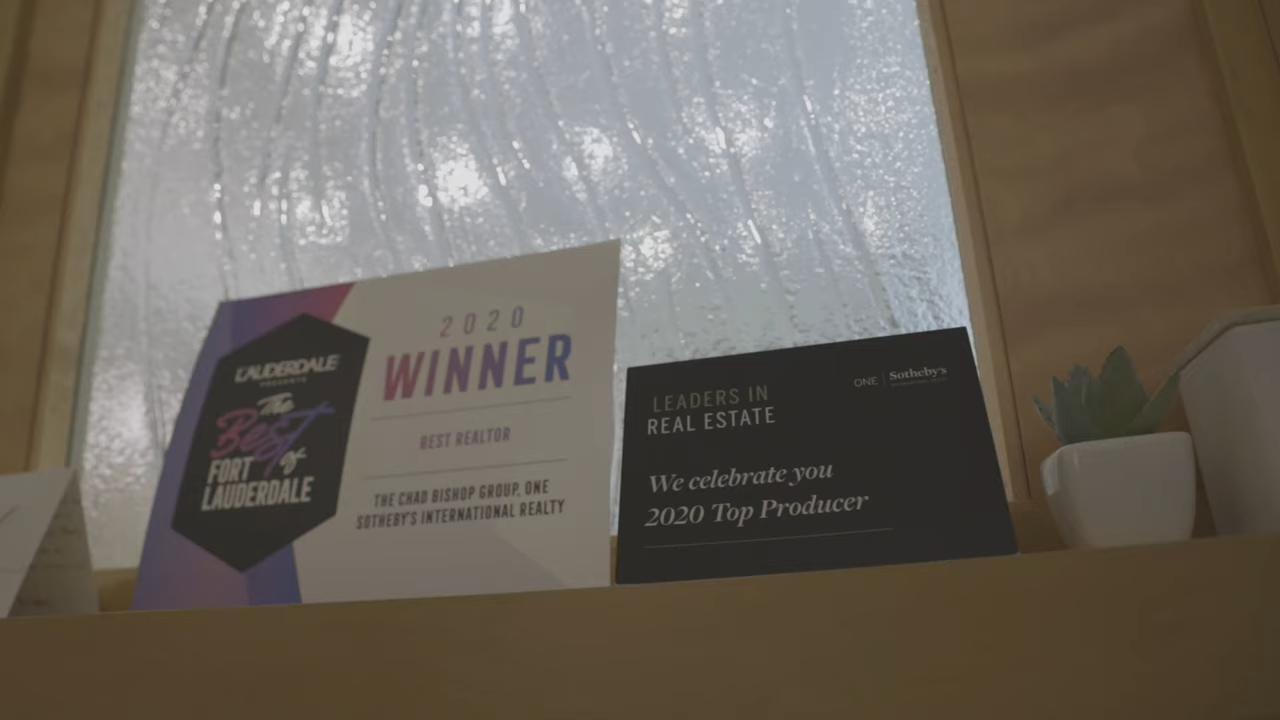 LAUDERDALE
PRESENTS
The
Best
of
FORT
LAUDERDALE
2020
WINNER
BEST REALTOR
THE CHAD BISHOP GROUP, ONE
SOTHEBY'S INTERNATIONAL REALTY
LEADERS IN
REAL ESTATE
ONE | Sotheby's
We celebrate you
2020 Top Producer